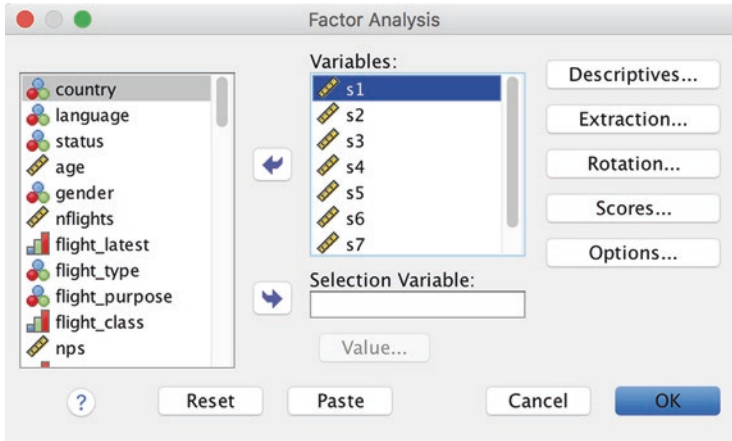 Factor Analysis
country
language
status
age
gender
nflights
flight_latest
flight_type
flight_purpose
flight_class
nps
Variables:
s1
s2
s3
s4
s5
s6
s7
Selection Variable:
Value...
Descriptives...
Extraction...
Rotation...
Scores...
Options...
?
Reset
Paste
Cancel
OK